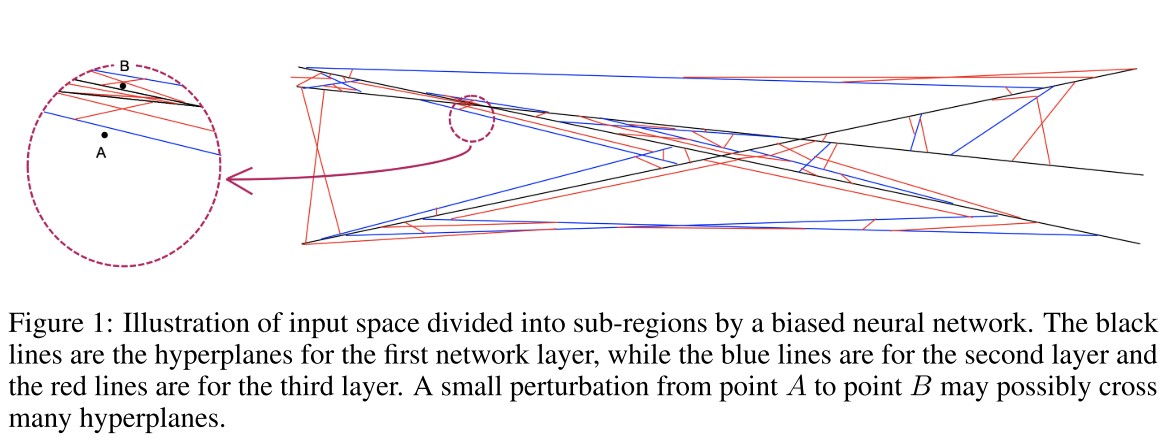 B
A
Figure 1: Illustration of input space divided into sub-regions by a biased neural network. The black
lines are the hyperplanes for the first network layer, while the blue lines are for the second layer and
the red lines are for the third layer. A small perturbation from point A to point B may possibly cross
many hyperplanes.